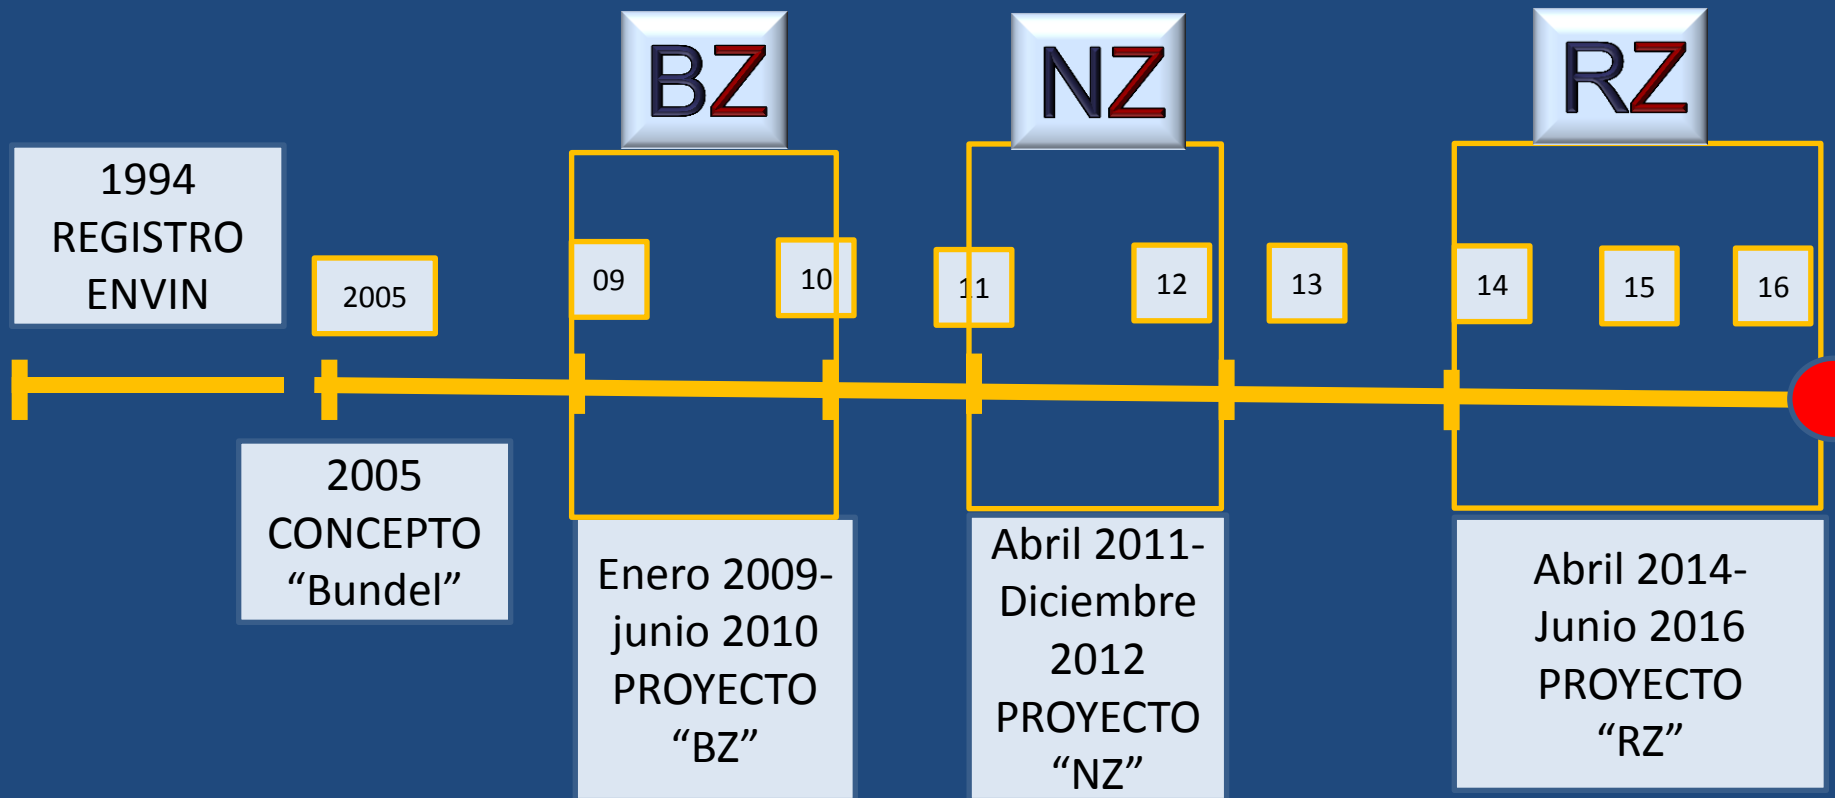 BZ
NZ
RZ
1994
REGISTRO
ENVIN
2005
09
10
11
12
13
14
15
16
2005
CONCEPTO
“Bundel”
Enero 2009-
junio 2010
PROYECTO
“BZ”
Abril 2011-
Diciembre
2012
PROYECTO
“NZ”
Abril 2014-
Junio 2016
PROYECTO
“RZ”